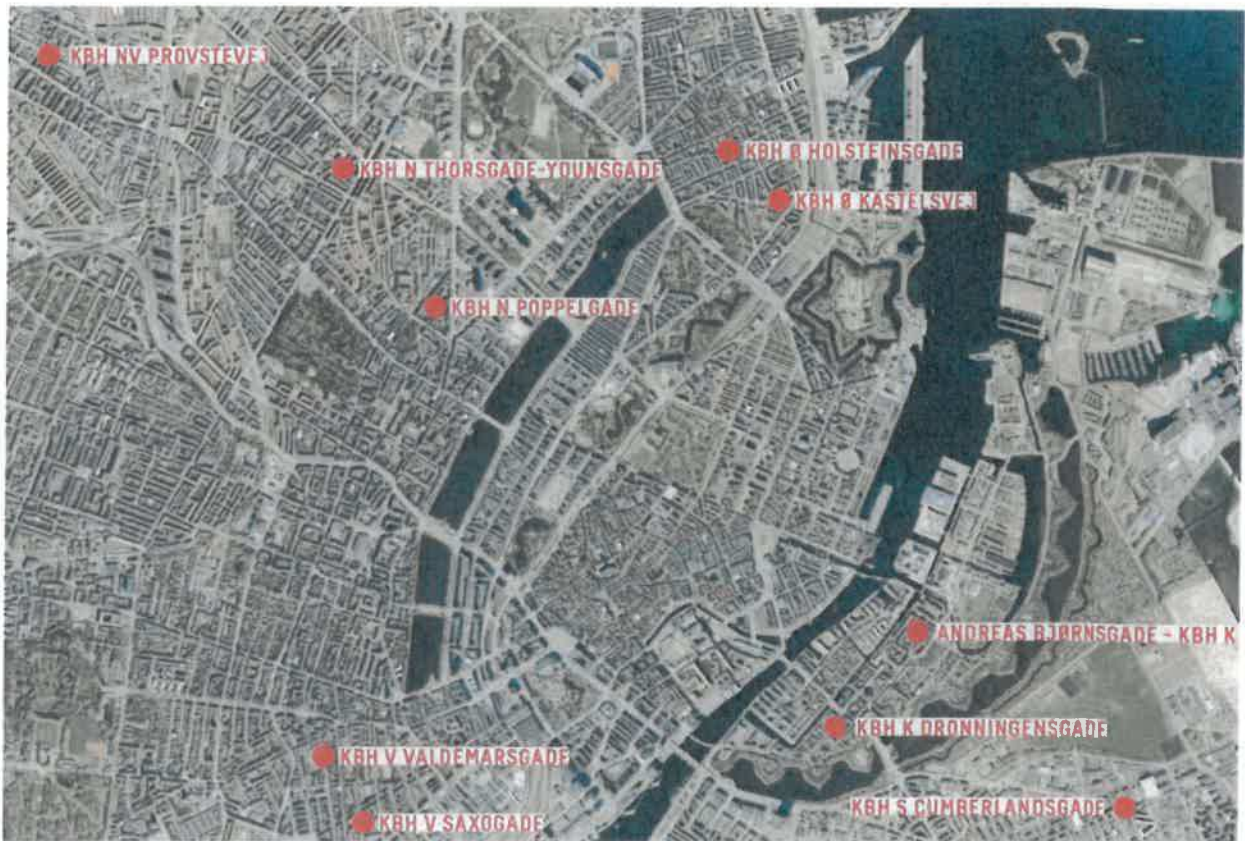 KBH NV PROVSTEVEJ
KBH Ø HOLSTEINSGADE
KBH N THORSGADE-YOUNSGADE
KBH Ø KASTELSVEJ
KBH N POPPELGADE
ANDREAS BJØRNSGADE - KBH K
KBH K DRONNINGENSGADE
KBH V VALDEMARSGADE
KBH S CUMBERLANDSGADE
KBH V SAXOGADE